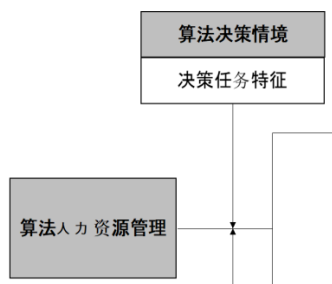 算法决策情境
决策任务特征
算法人力资源管理